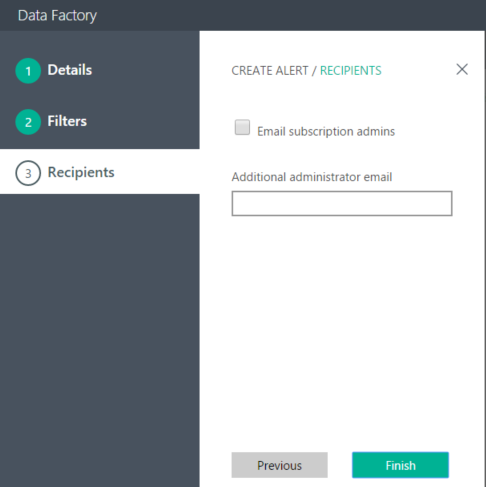 Data Factory
1 Details
2 Filters
3 Recipients
CREATE ALERT / RECIPIENTS
Email subscription admins
Additional administrator email
Previous Finish